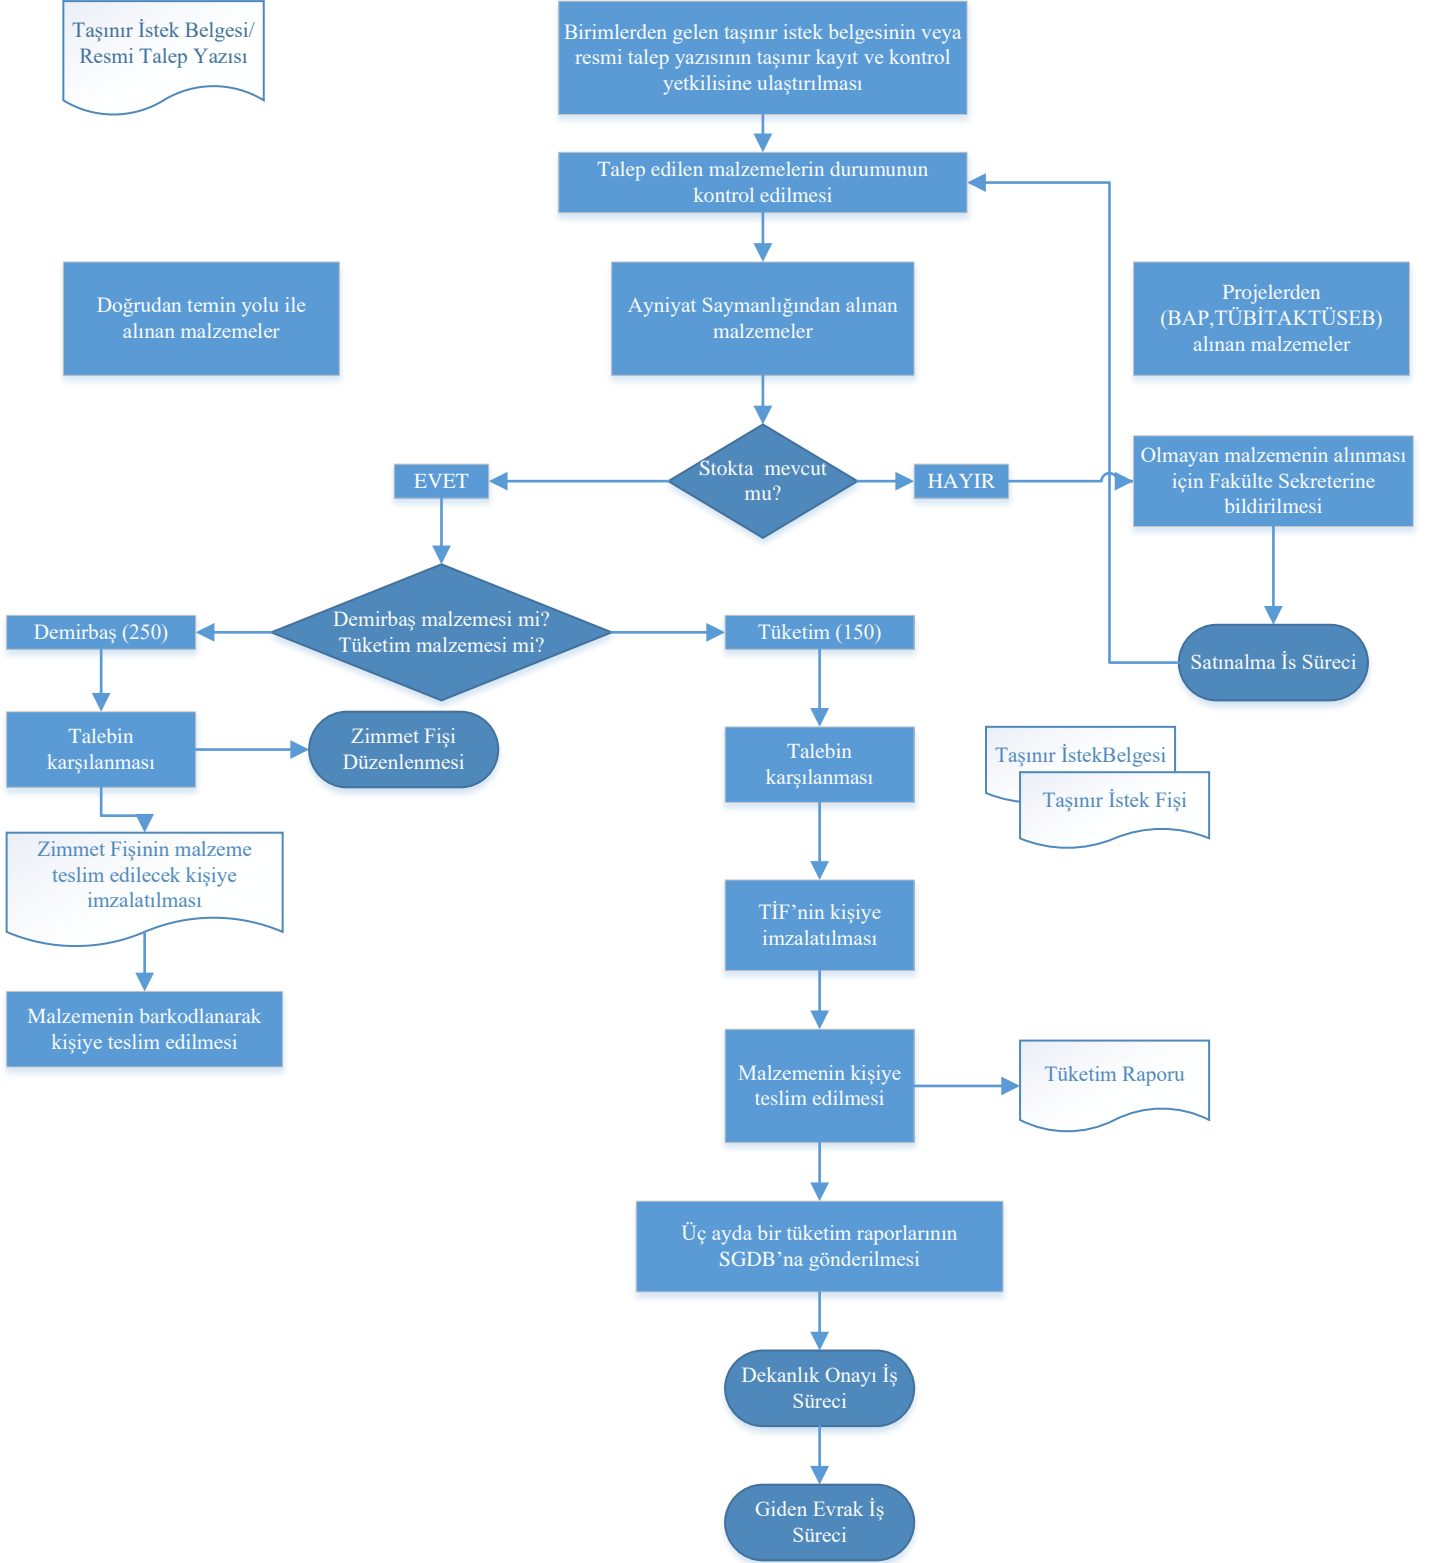 Taşınır İstek Belgesi/
Resmi Talep Yazısı
Birimlerden gelen taşınır istek belgesinin veya
resmi talep yazısının taşınır kayıt ve kontrol
yetkilisine ulaştırılması
Talep edilen malzemelerin durumunun
kontrol edilmesi
Doğrudan temin yolu ile
alınan malzemeler
Ayniyat Saymanlığından alınan
malzemeler
Projelerden
(BAP,TÜBİTAKTÜSEB)
alınan malzemeler
Stokta  mevcut
mu?
EVET
HAYIR
Olmayan malzemenin alınması
için Fakülte Sekreterine
bildirilmesi
Demirbaş malzemesi mi?
Tüketim malzemesi mi?
Demirbaş (250)
Tüketim (150)
Satınalma İs Süreci
Talebin
karşılanması
Zimmet Fişi
Düzenlenmesi
Talebin
karşılanması
Taşınır İstekBelgesi
Taşınır İstek Fişi
Zimmet Fişinin malzeme
teslim edilecek kişiye
imzalatılması
TİF’nin kişiye
imzalatılması
Malzemenin barkodlanarak
kişiye teslim edilmesi
Malzemenin kişiye
teslim edilmesi
Tüketim Raporu
Üç ayda bir tüketim raporlarının
SGDB’na gönderilmesi
Dekanlık Onayı İş
Süreci
Giden Evrak İş
Süreci